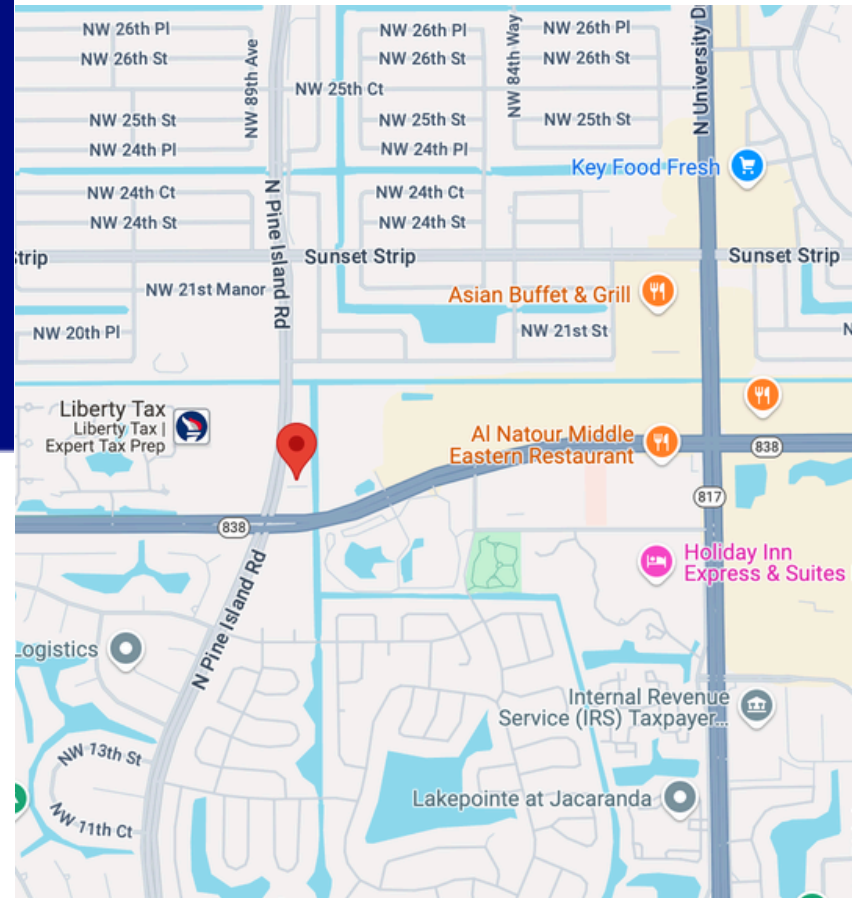 NW 26th Pl
NW 26th Pl
NW 26th Pl
NW 26th St
NW 26th St
NW 26th St
NW 89th Ave
NW 84th Way
N University D
NW 25th Ct
NW 25th St
NW 25th St
NW 25th St
NW 24th Pl
NW 24th Pl
Key Food Fresh
NW 24th Ct
NW 24th Ct
NW 24th St
NW 24th St
N Pine Island Rd
trip
Sunset Strip
Sunset Strip
NW 21st Manor
Asian Buffet & Grill
NW 20th Pl
NW 21st St
N
Liberty Tax
Liberty Tax |
Expert Tax Prep
Al Natour Middle
Eastern Restaurant
838
817
838
Holiday Inn
Express & Suites
N Pine Island Rd
Logistics
Internal Revenue
Service (IRS) Taxpayer...
NW 13th St
Lakepointe at Jacaranda
NW 11th Ct